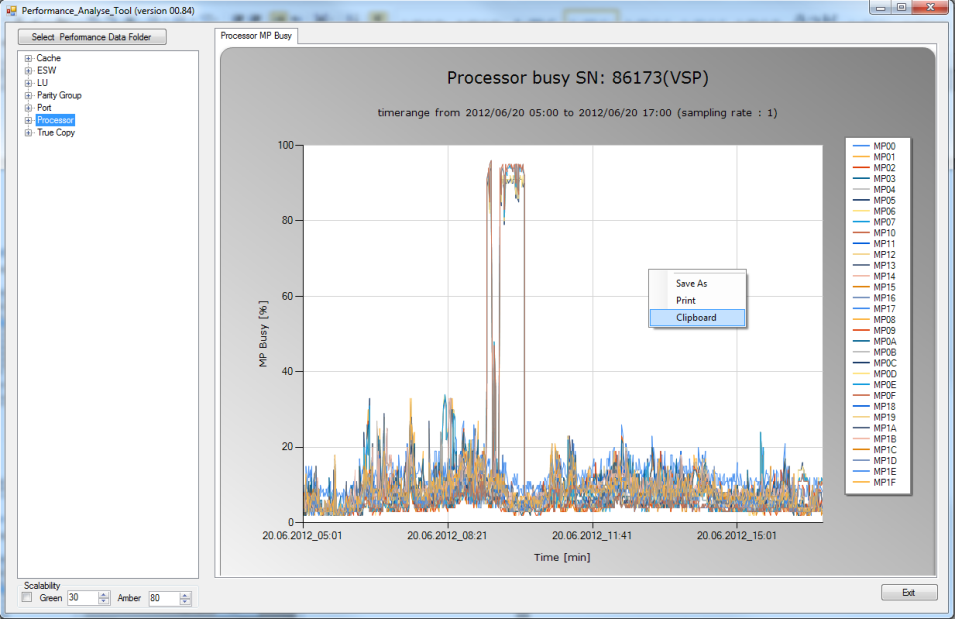 Performance_Analyse_Tool (version 00.84)
Select Performance Data Folder
Cache
ESW
LU
Parity Group
Port
Processor
True Copy
Scalability
Green 30 Amber 80
Processor MP Busy
Processor busy SN: 86173(VSP)
timerange from 2012/06/20 05:00 to 2012/06/20 17:00 (sampling rate : 1)
100
80
60
40
20
0
MP Busy [%]
20.06.2012_05:01 20.06.2012_08:21 20.06.2012_11:41 20.06.2012_15:01
Time [min]
Save As
Print
Clipboard
MP00
MP01
MP02
MP03
MP04
MP05
MP06
MP07
MP10
MP11
MP12
MP13
MP14
MP15
MP16
MP17
MP08
MP09
MP0A
MP0B
MP0C
MP0D
MP0E
MP0F
MP18
MP19
MP1A
MP1B
MP1C
MP1D
MP1E
MP1F
Exit